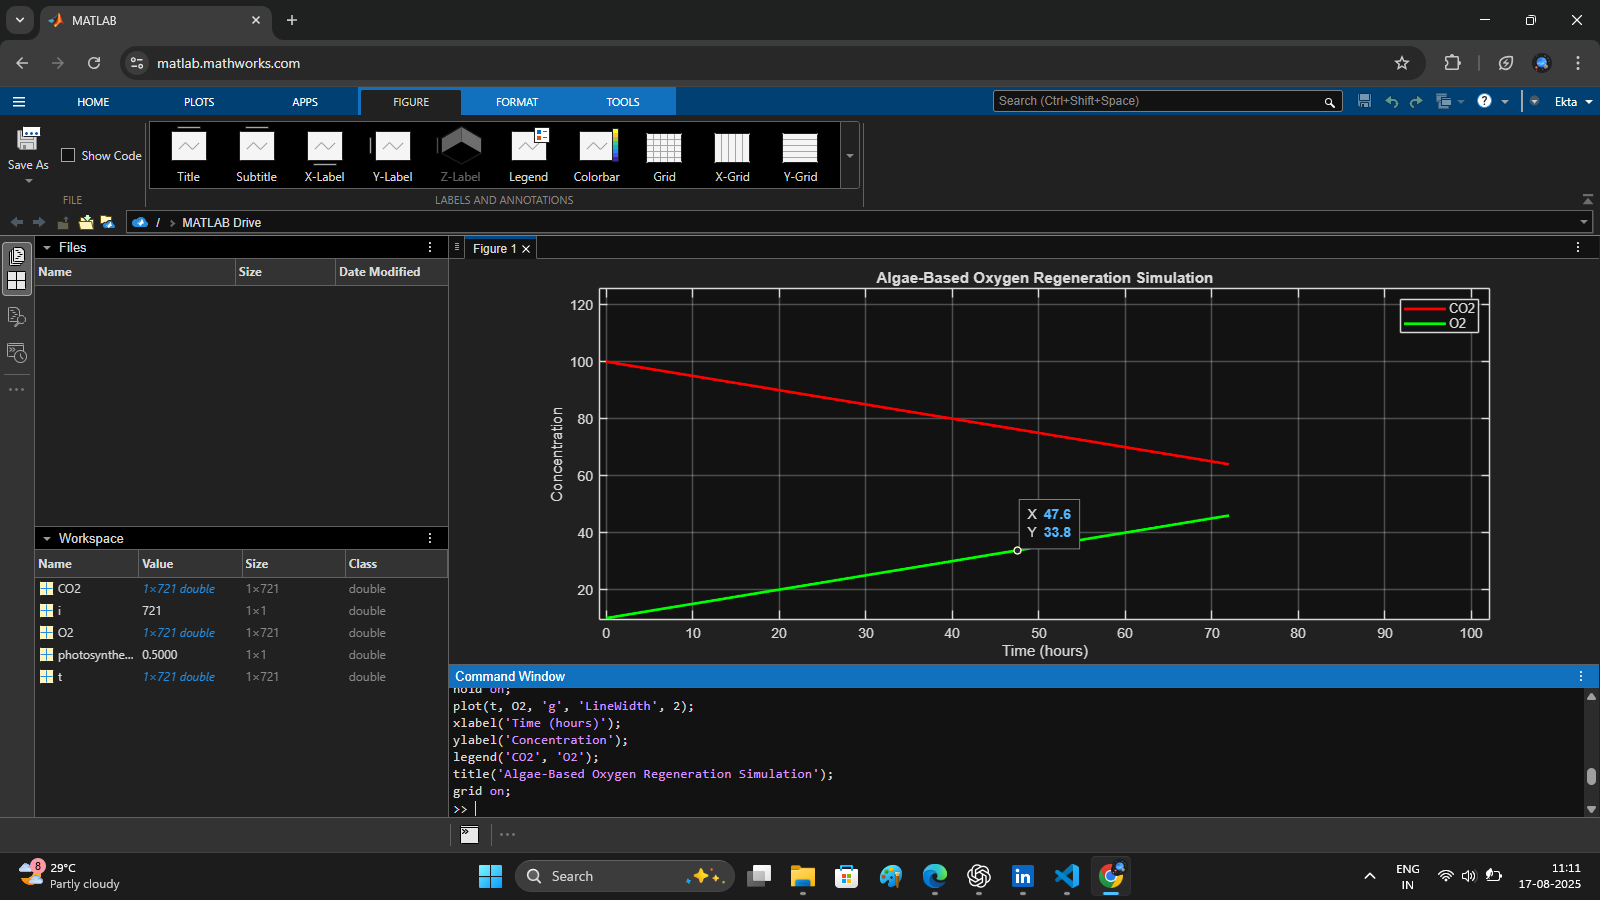 MATLAB
matlab.mathworks.com
HOME PLOTS APPS FIGURE FORMAT TOOLS
Search (Ctrl+Shift+Space)
Ekta
Save As
Show Code
Title Subtitle X-Label Y-Label Z-Label Legend Colorbar Grid X-Grid Y-Grid
FILE
LABELS AND ANNOTATIONS
/ > MATLAB Drive
Files
Name Size Date Modified
Workspace
Name Value Size Class
CO2 1×721 double 1×721 double
i 721 1×1 double
O2 1×721 double 1×721 double
photosynthe... 0.5000 1×1 double
t 1×721 double 1×721 double
Figure 1
Algae-Based Oxygen Regeneration Simulation
120
100
80
60
40
20
Concentration
CO2
O2
X 47.6
Y 33.8
0 10 20 30 40 50 60 70 80 90 100
Time (hours)
Command Window
hold on;
plot(t, O2, 'g', 'LineWidth', 2);
xlabel('Time (hours)');
ylabel('Concentration');
legend('CO2', 'O2');
title('Algae-Based Oxygen Regeneration Simulation');
grid on;
>>
8
29°C
Partly cloudy
Search
in
ENG
IN
11:11
17-08-2025